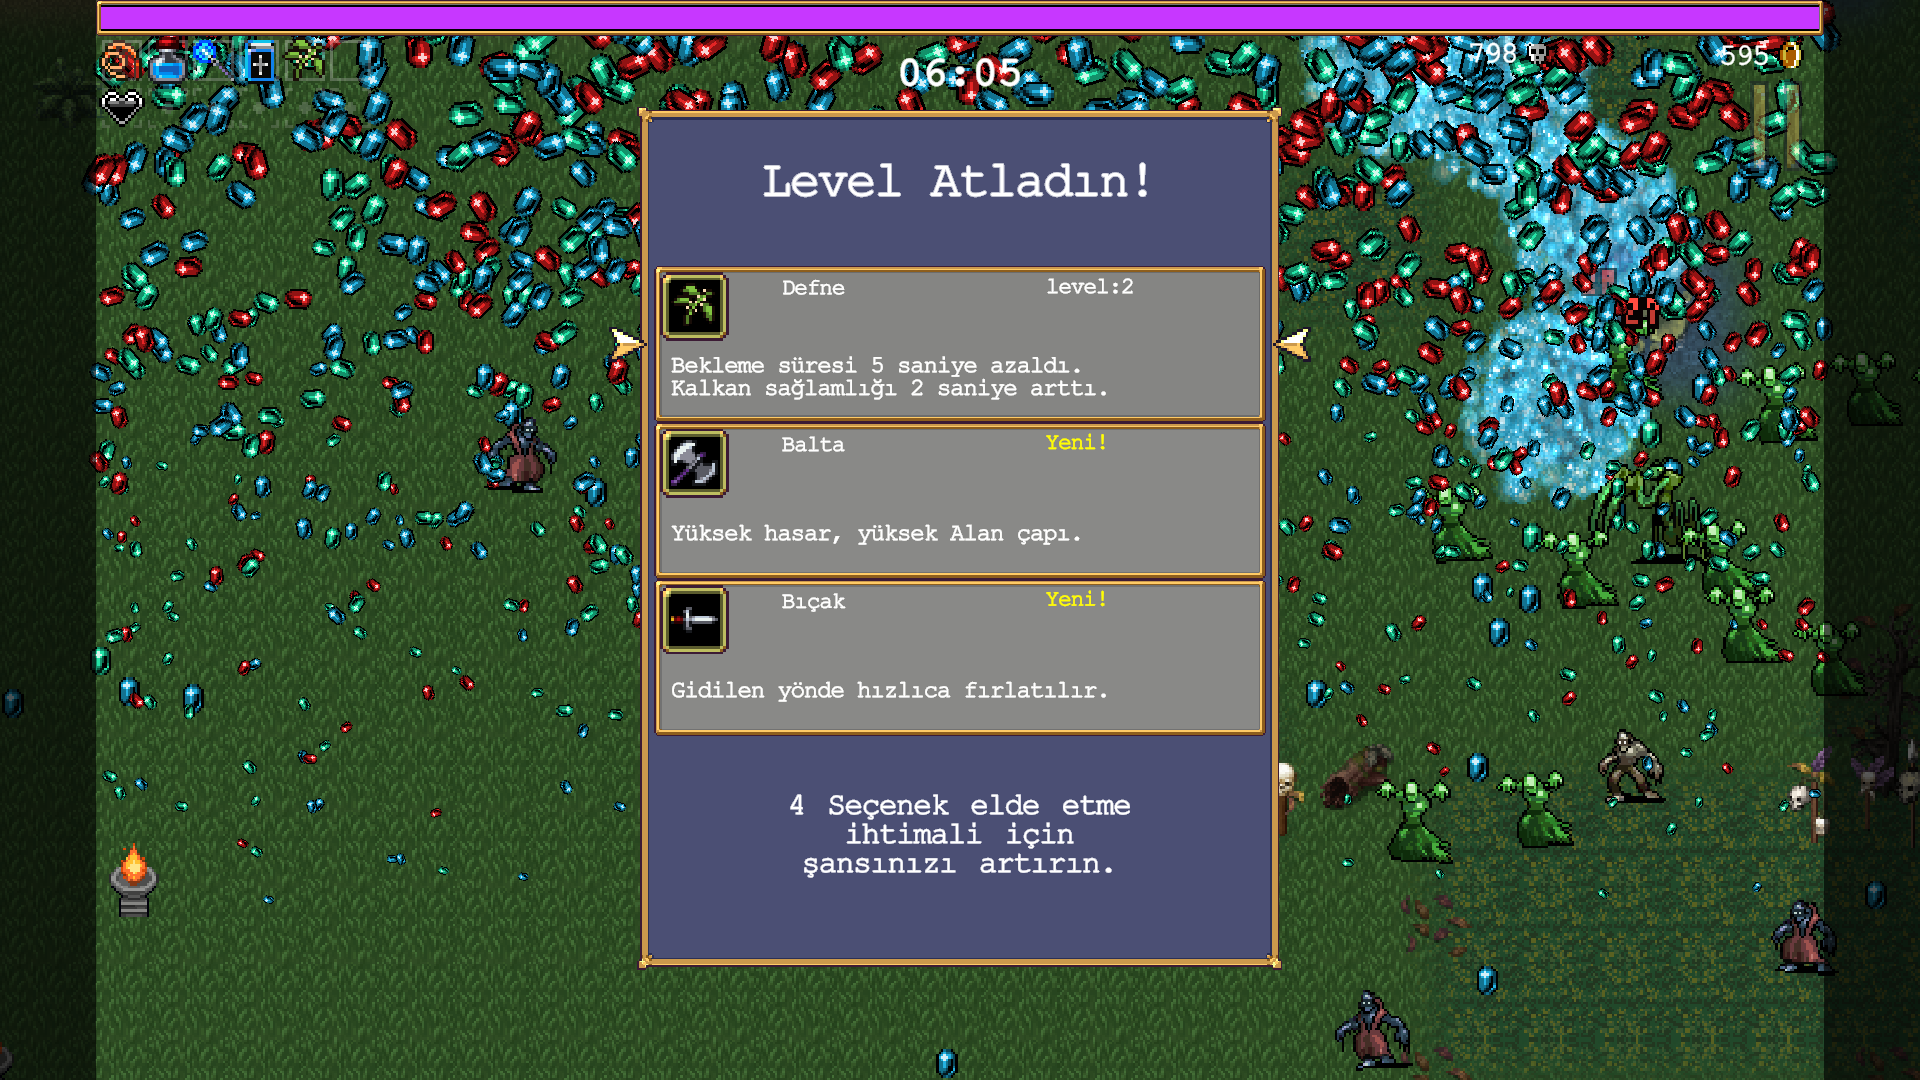 798
595
06:05
Level Atladın!
Defne
level:2
Bekleme süresi 5 saniye azaldı.
Kalkan sağlamlığı 2 saniye arttı.
Balta
Yeni!
Yüksek hasar, yüksek Alan çapı.
Bıçak
Yeni!
Gidilen yönde hızlıca fırlatılır.
4 Seçenek elde etme
ihtimali için
şansınızı artırın.